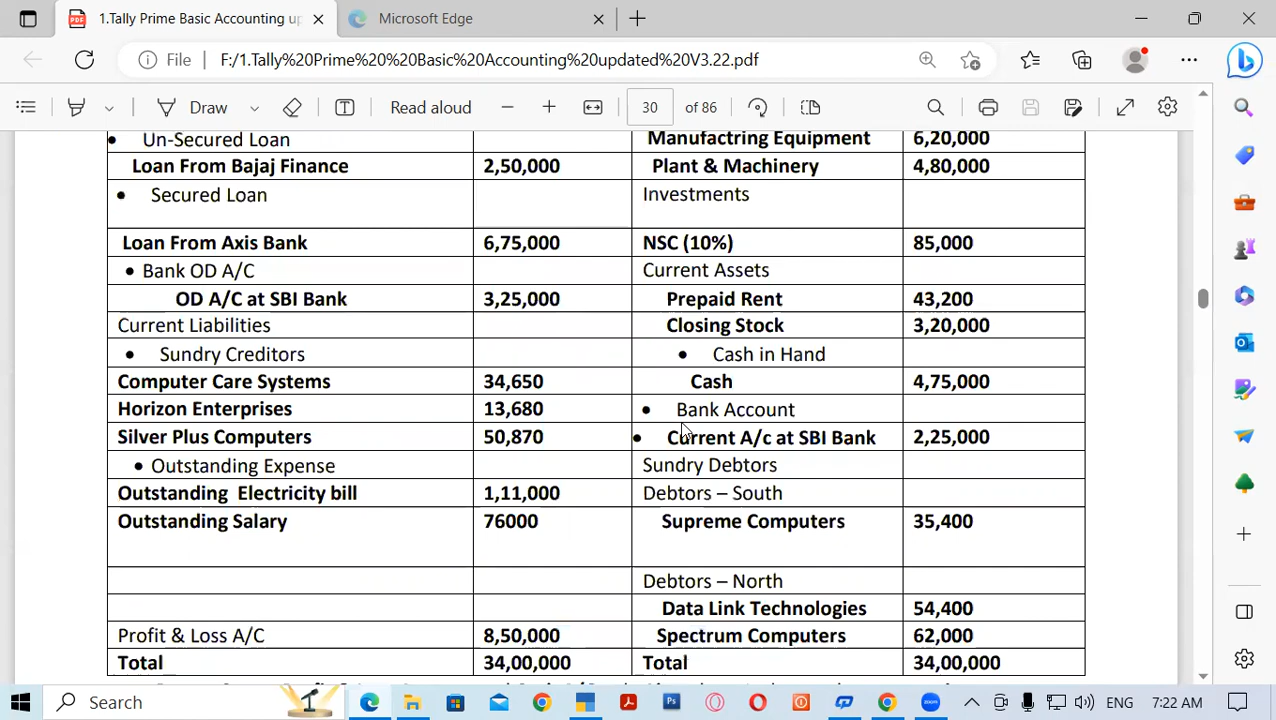 1.Tally Prime Basic Accounting up
Microsoft Edge
File
F:/1.Tally%20Prime%20%20Basic%20Accounting%20updated%20V3.22.pdf
Draw
Read aloud
30 of 86
Un-Secured Loan Manufactring Equipment 6,20,000
Loan From Bajaj Finance 2,50,000 Plant & Machinery 4,80,000
Secured Loan Investments
Loan From Axis Bank 6,75,000 NSC (10%) 85,000
Bank OD A/C Current Assets
OD A/C at SBI Bank 3,25,000 Prepaid Rent 43,200
Current Liabilities Closing Stock 3,20,000
Sundry Creditors Cash in Hand
Computer Care Systems 34,650 Cash 4,75,000
Horizon Enterprises 13,680 Bank Account
Silver Plus Computers 50,870 Current A/c at SBI Bank 2,25,000
Outstanding Expense Sundry Debtors
Outstanding Electricity bill 1,11,000 Debtors – South
Outstanding Salary 76000 Supreme Computers 35,400
Debtors – North
Data Link Technologies 54,400
Profit & Loss A/C 8,50,000 Spectrum Computers 62,000
Total 34,00,000 Total 34,00,000
Search
ENG
7:22 AM